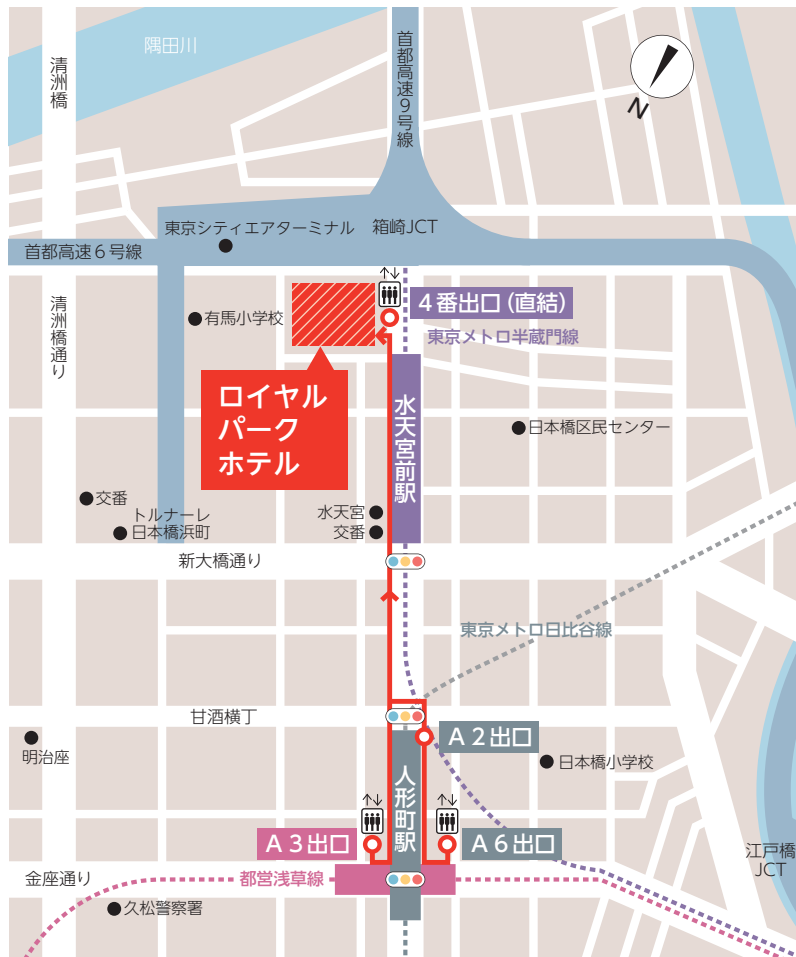 隅田川
清洲橋
首都高速9号線
N
東京シティエアターミナル
箱崎JCT
首都高速6号線
清洲橋通り
有馬小学校
4番出口(直結)
東京メトロ半蔵門線
ロイヤル
パーク
ホテル
水天宮前駅
日本橋区民センター
交番
トルナーレ
日本橋浜町
水天宮
交番
新大橋通り
東京メトロ日比谷線
甘酒横丁
A2出口
明治座
日本橋小学校
人形町駅
A3出口
A6出口
江戸橋
JCT
金座通り
都営浅草線
久松警察署